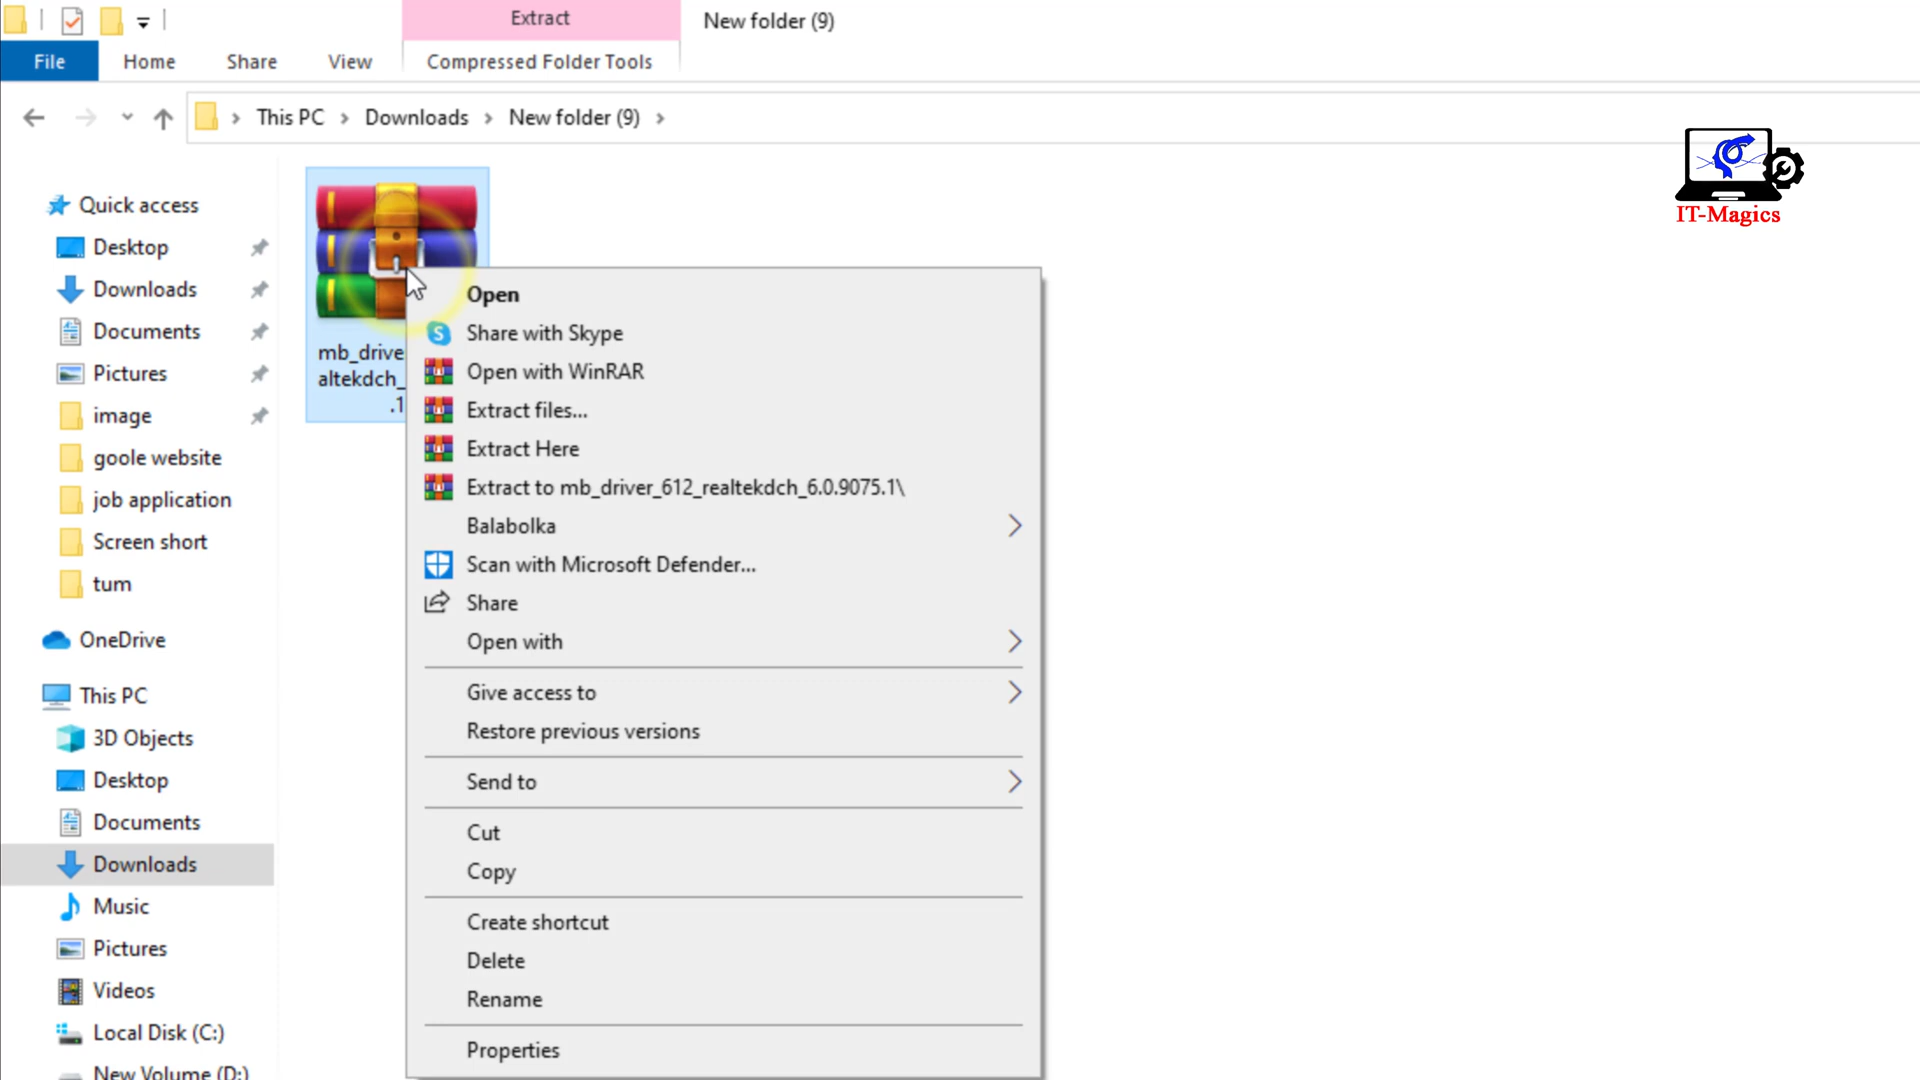 Extract
New folder (9)
File
Home
Share
View
Compressed Folder Tools
This PC
Downloads
New folder (9)
IT-Magics
Quick access
Desktop
Downloads
Documents
Pictures
image
goole website
job application
Screen short
tum
OneDrive
This PC
3D Objects
Desktop
Documents
Downloads
Music
Pictures
Videos
Local Disk (C:)
New Volume (D:)
mb_drive
altekdch_
.1
Open
Share with Skype
Open with WinRAR
Extract files...
Extract Here
Extract to mb_driver_612_realtekdch_6.0.9075.1\
Balabolka
Scan with Microsoft Defender...
Share
Open with
Give access to
Restore previous versions
Send to
Cut
Copy
Create shortcut
Delete
Rename
Properties